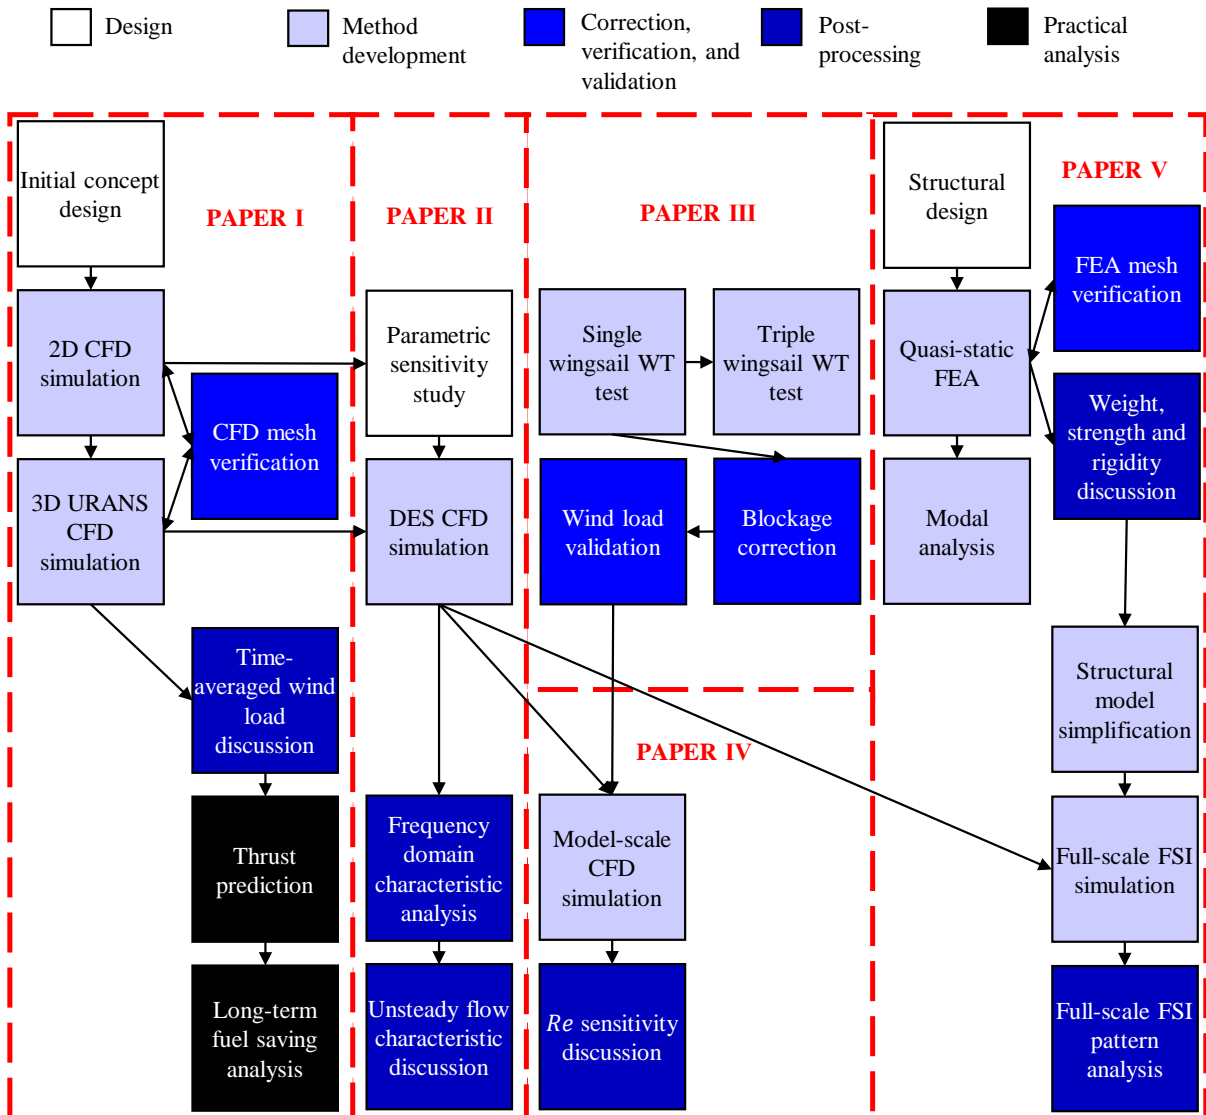 Design
Method
development
Correction,
verification, and
validation
Post-
processing
Practical
analysis
Initial concept
design
PAPER I
2D CFD
simulation
CFD mesh
verification
3D URANS
CFD
simulation
Time-
averaged wind
load
discussion
Thrust
prediction
Long-term
fuel saving
analysis
PAPER II
Parametric
sensitivity
study
DES CFD
simulation
Frequency
domain
characteristic
analysis
Unsteady flow
characteristic
discussion
PAPER III
Single
wingsail WT
test
Triple
wingsail WT
test
Wind load
validation
Blockage
correction
PAPER IV
Model-scale
CFD
simulation
Re sensitivity
discussion
Structural
design
PAPER V
FEA mesh
verification
Quasi-static
FEA
Weight,
strength and
rigidity
discussion
Modal
analysis
Structural
model
simplification
Full-scale FSI
simulation
Full-scale FSI
pattern
analysis